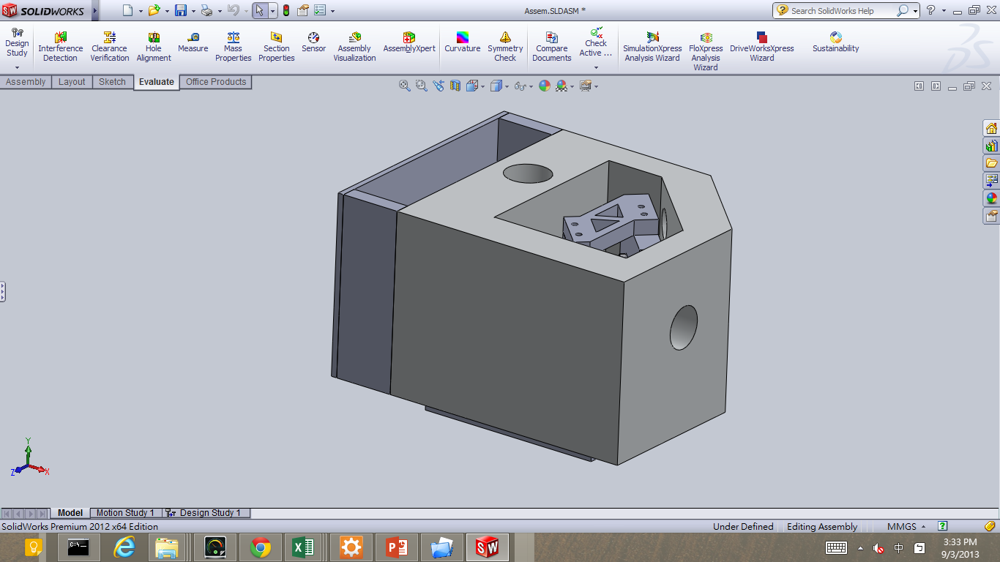 SW SOLIDWORKS
Assem.SLDASM *
Search SolidWorks Help
Design Study
Interference Detection
Clearance Verification
Hole Alignment
Measure
Mass Properties
Section Properties
Sensor
Assembly Visualization
AssemblyXpert
Curvature
Symmetry Check
Compare Documents
Check Active ...
SimulationXpress Analysis Wizard
FloXpress Analysis Wizard
DriveWorksXpress Wizard
Sustainability
Assembly
Layout
Sketch
Evaluate
Office Products
Y
Z
X
Model
Motion Study 1
Design Study 1
SolidWorks Premium 2012 x64 Edition
Under Defined
Editing Assembly
MMGS
C:\_
SW
中
3:33 PM
9/3/2013